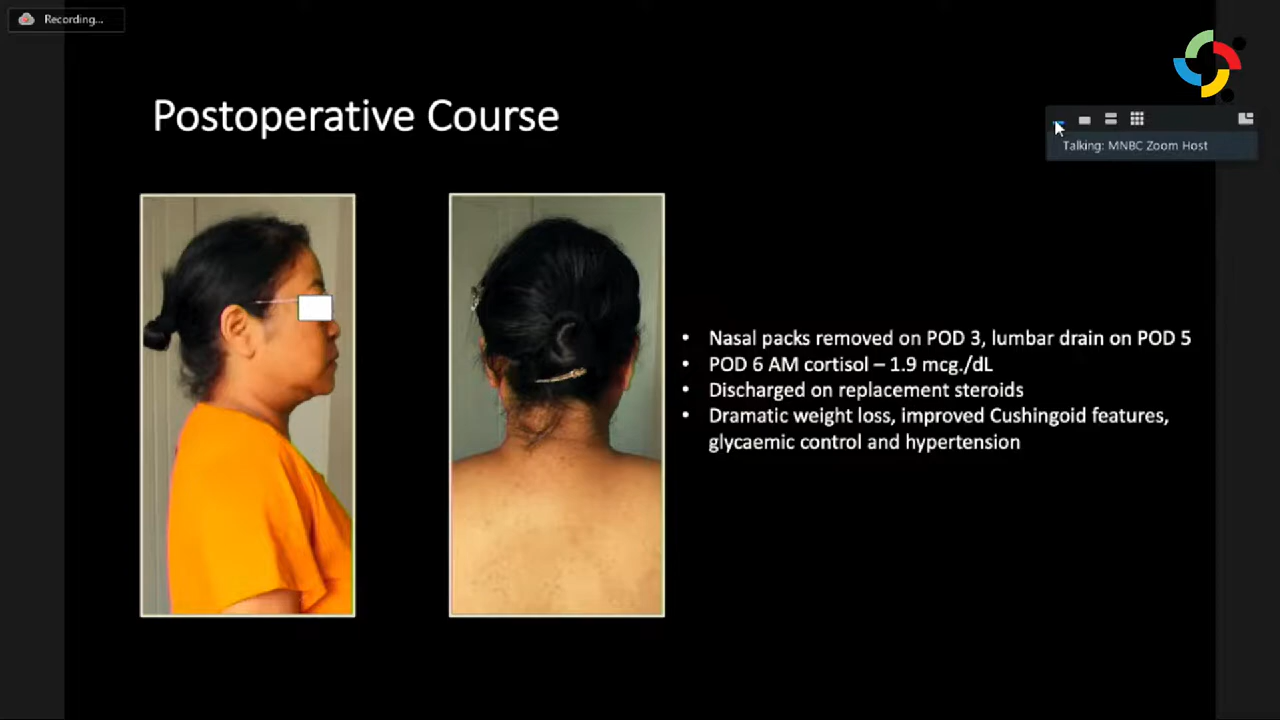 Recording...
Postoperative Course
Talking: MNBC Zoom Host
• Nasal packs removed on POD 3, lumbar drain on POD 5
• POD 6 AM cortisol – 1.9 mcg./dL
• Discharged on replacement steroids
• Dramatic weight loss, improved Cushingoid features,
glycaemic control and hypertension